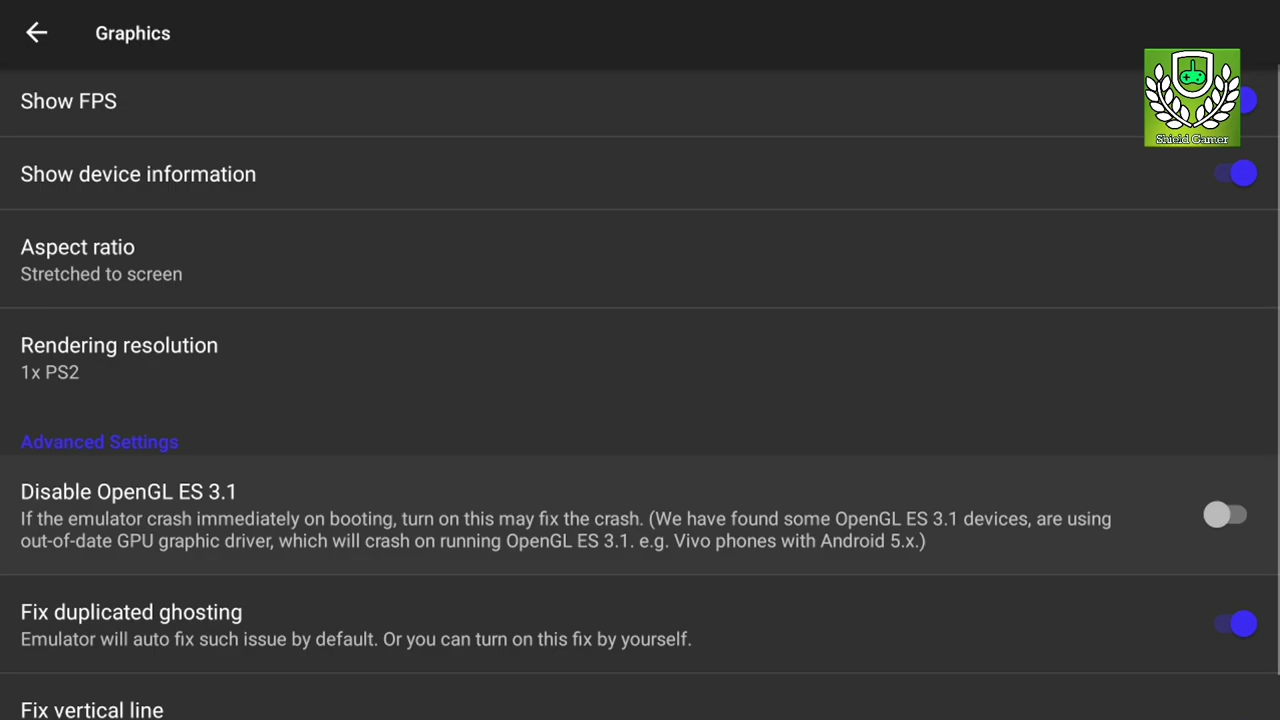 Graphics
Show FPS
Shield Gamer
Show device information
Aspect ratio
Stretched to screen
Rendering resolution
1x PS2
Advanced Settings
Disable OpenGL ES 3.1
If the emulator crash immediately on booting, turn on this may fix the crash. (We have found some OpenGL ES 3.1 devices, are using
out-of-date GPU graphic driver, which will crash on running OpenGL ES 3.1. e.g. Vivo phones with Android 5.x.)
Fix duplicated ghosting
Emulator will auto fix such issue by default. Or you can turn on this fix by yourself.
Fix vertical line